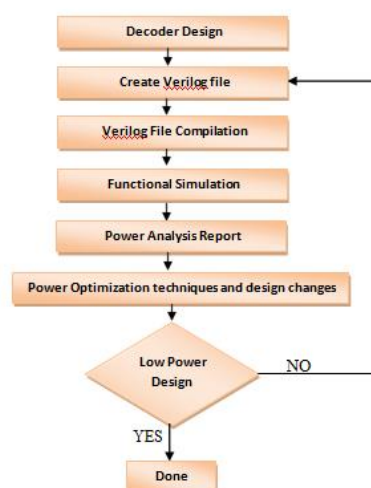 Decoder Design
Create Verilog file
Verilog File Compilation
Functional Simulation
Power Analysis Report
Power Optimization techniques and design changes
Low Power
Design
NO
YES
Done